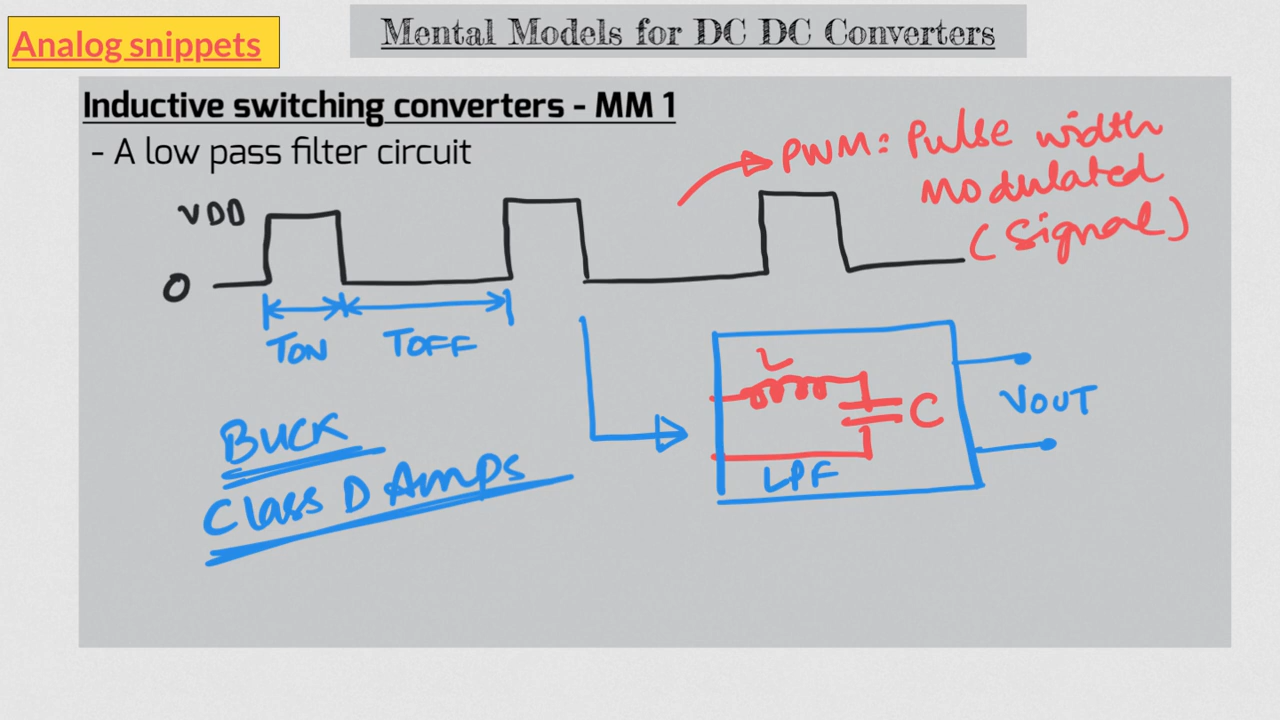 Analog snippets
Mental Models for DC DC Converters
Inductive switching converters - MM 1
- A low pass filter circuit
PWM: Pulse width
Modulated
(Signal)
VDD
0
TON
TOFF
L
C
LPF
VOUT
BUCK
Class D Amps